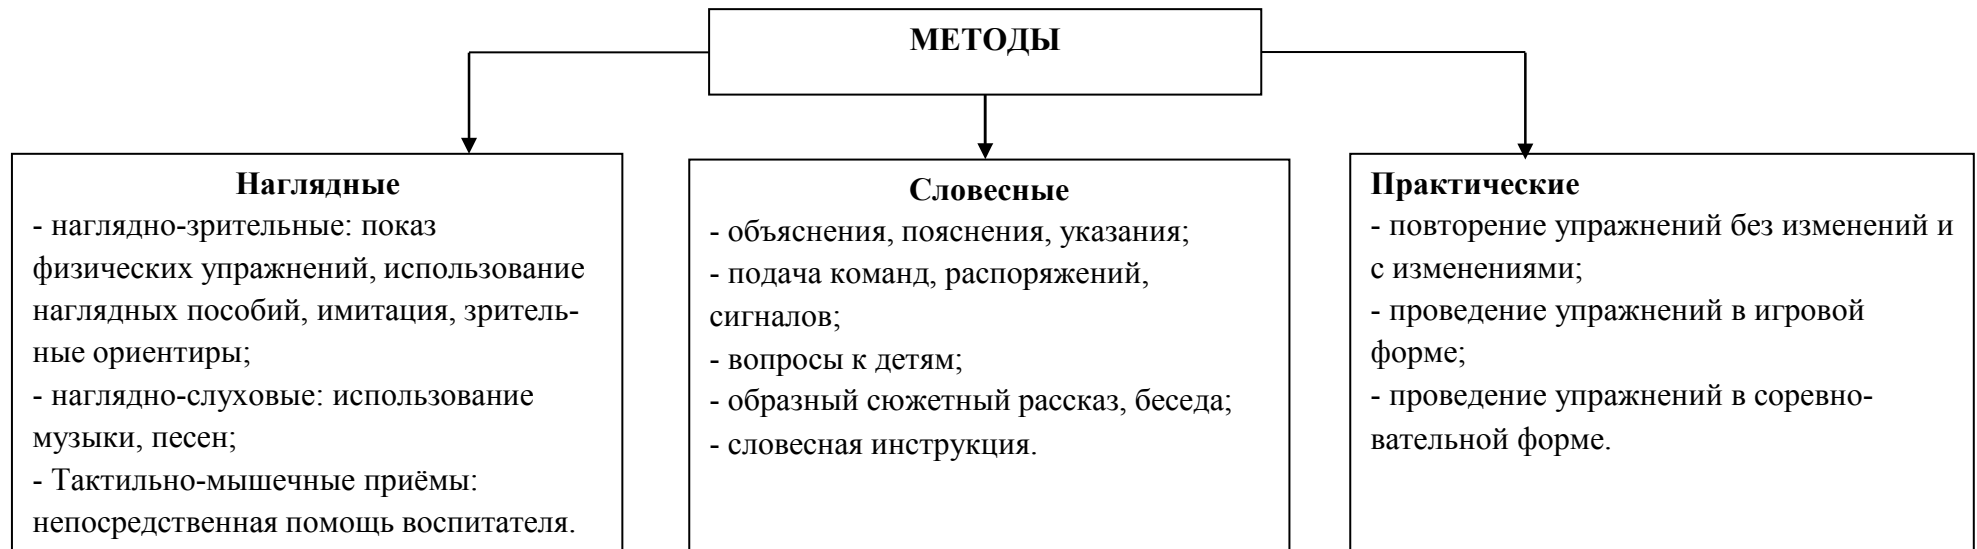 МЕТОДЫ
Наглядные
- наглядно-зрительные: показ
физических упражнений, использование
наглядных пособий, имитация, зритель-
ные ориентиры;
- наглядно-слуховые: использование
музыки, песен;
- Тактильно-мышечные приёмы:
непосредственная помощь воспитателя.
Словесные
- объяснения, пояснения, указания;
- подача команд, распоряжений,
сигналов;
- вопросы к детям;
- образный сюжетный рассказ, беседа;
- словесная инструкция.
Практические
- повторение упражнений без изменений и
с изменениями;
- проведение упражнений в игровой
форме;
- проведение упражнений в соревно-
вательной форме.